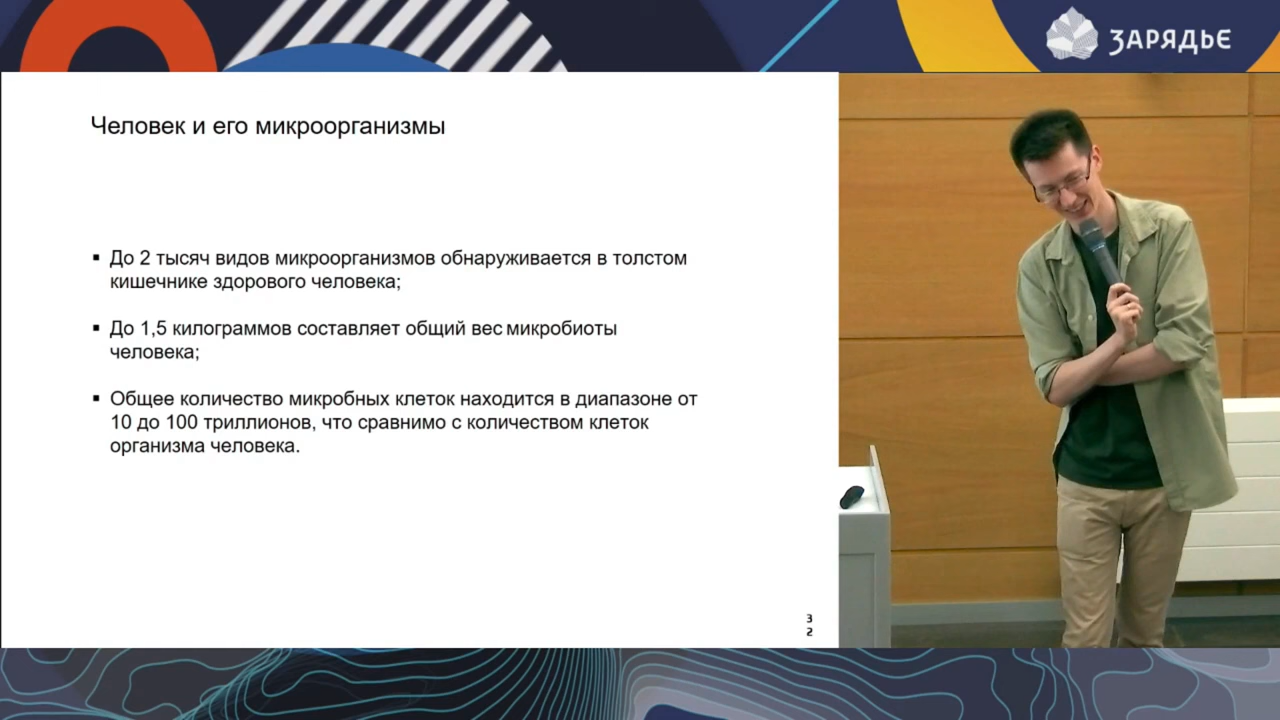 ЗАРЯДЬЕ
Человек и его микроорганизмы
▪ До 2 тысяч видов микроорганизмов обнаруживается в толстом
кишечнике здорового человека;
▪ До 1,5 килограммов составляет общий вес микробиоты
человека;
▪ Общее количество микробных клеток находится в диапазоне от
10 до 100 триллионов, что сравнимо с количеством клеток
организма человека.
3
2